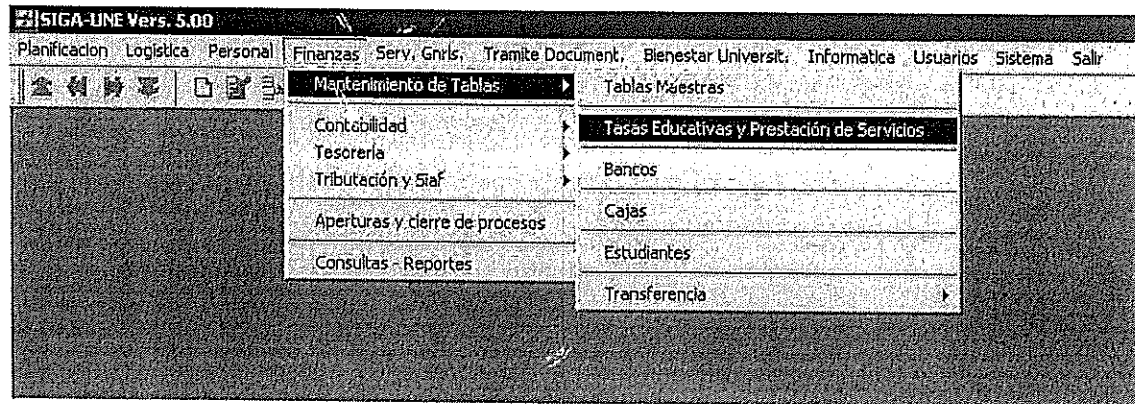 SIGA-UNE Vers. 5.00
Planificacion Logistica Personal Finanzas Serv. Gnrls. Tramite Document. Bienestar Universit. Informatica Usuarios Sistema Salir
Mantenimiento de Tablas
Contabilidad
Tesoreria
Tributación y Siaf
Aperturas y cierre de procesos
Consultas - Reportes
Tablas Maestras
Tasas Educativas y Prestación de Servicios
Bancos
Cajas
Estudiantes
Transferencia